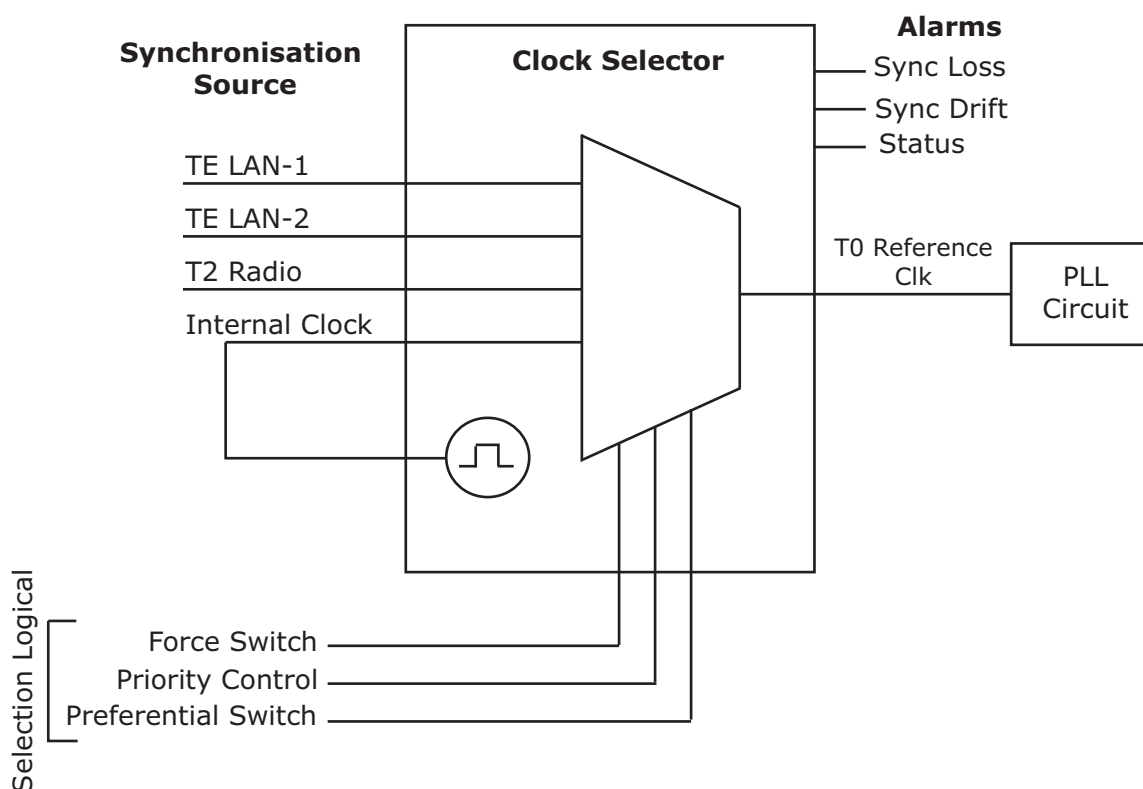 Synchronisation
Source
Clock Selector
Alarms
Sync Loss
Sync Drift
Status
TE LAN-1
TE LAN-2
T2 Radio
Internal Clock
T0 Reference
Clk
PLL
Circuit
Selection Logical
Force Switch
Priority Control
Preferential Switch